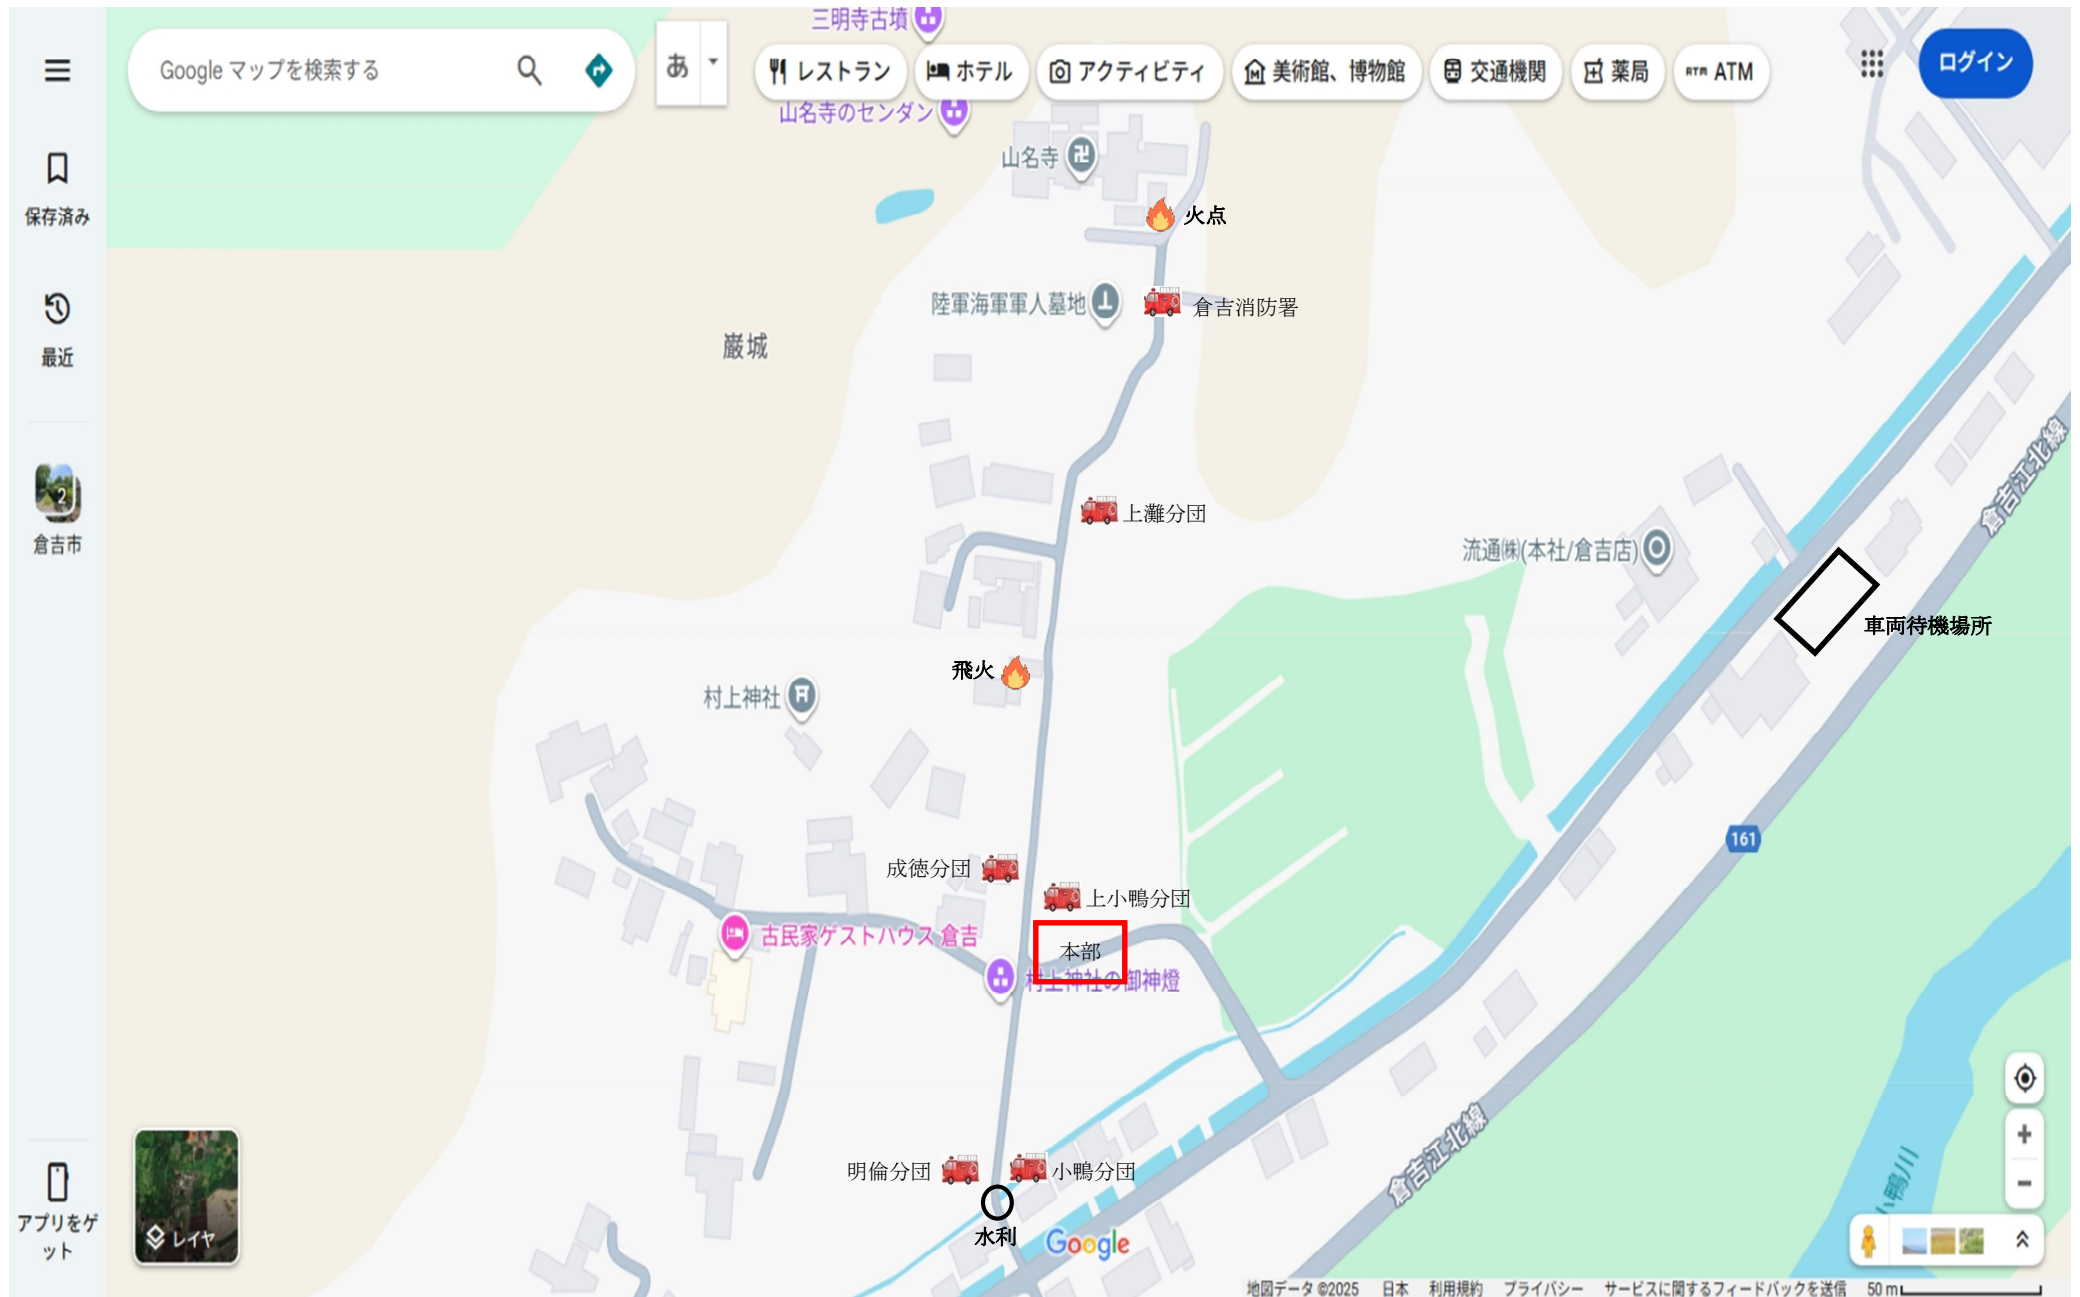 三明寺古墳
Google マップを検索する
あ
レストラン
ホテル
アクティビティ
美術館、博物館
交通機関
薬局
ATM ATM
ログイン
山名寺のセンダン
山名寺
保存済み
火点
陸軍海軍軍人墓地
倉吉消防署
最近
巌城
倉吉江北線
2
上灘分団
倉吉市
流通㈱(本社/倉吉店)
車両待機場所
飛火
村上神社
161
成徳分団
上小鴨分団
古民家ゲストハウス 倉吉
本部
村上神社の御神燈
倉吉江北線
小鴨川
明倫分団
小鴨分団
アプリをゲ
ット
レイヤ
水利
Google
地図データ ©2025 日本 利用規約 プライバシー サービスに関するフィードバックを送信 50 m